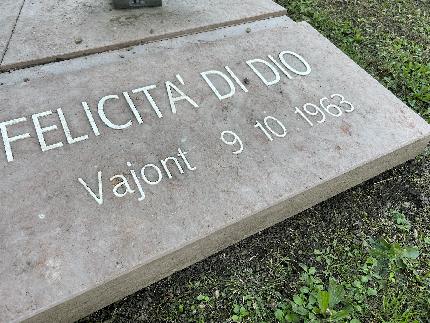 FELICITA' DI DIO
Vajont 9 10 1963